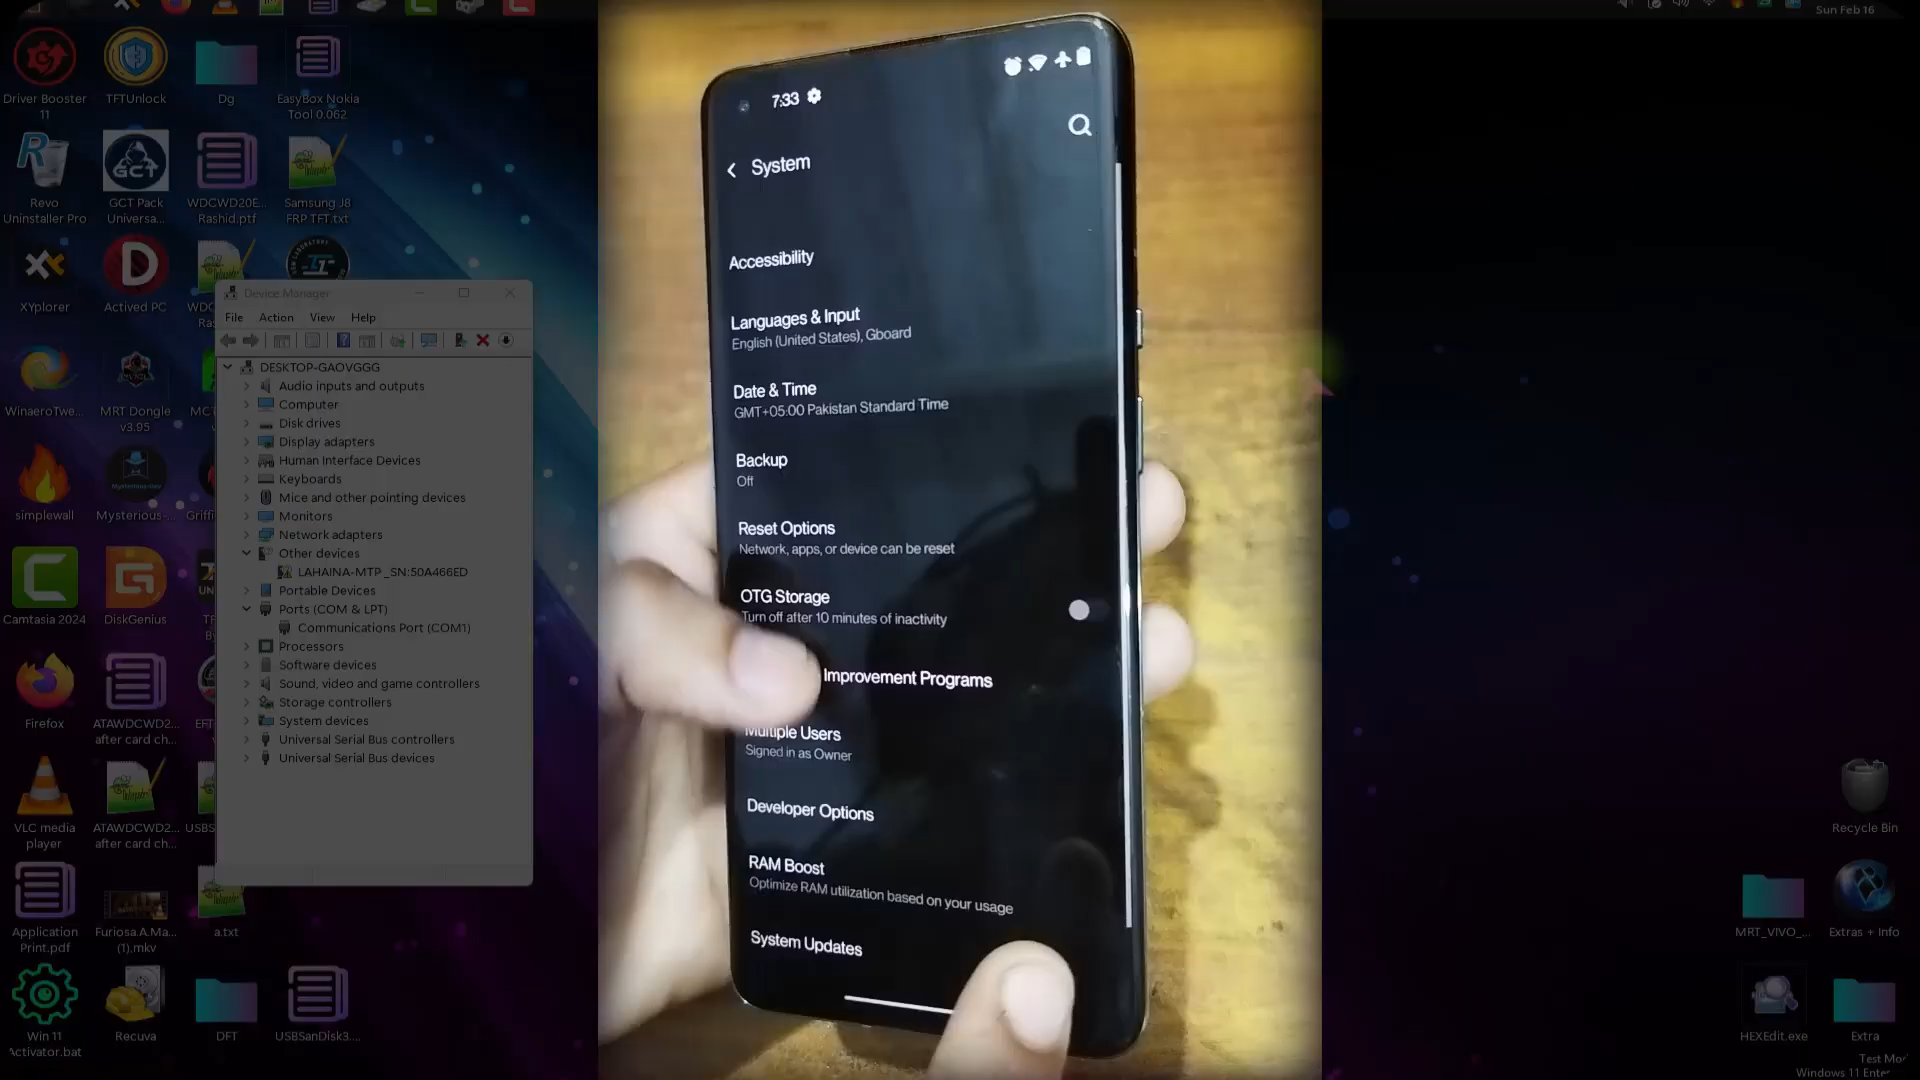 Sun Feb 16
Driver Booster
11
TFTUnlock
Dg
EasyBox Nokia
Tool 0.062
Revo
Uninstaller Pro
GCT Pack
Universa...
WDCWD20E...
Rashid.ptf
Samsung J8
FRP TFT.txt
XYplorer
Actived PC
WinaeroTwe...
MRT Dongle
v3.95
simplewall
Mysterious-...
Camtasia 2024
DiskGenius
Firefox
ATAWDCWD2...
after card ch...
VLC media
player
ATAWDCWD2...
after card ch...
Application
Print.pdf
Furiosa.A.Ma...
(1).mkv
a.txt
Win 11
Activator.bat
Recuva
DFT
USBSanDisk3....
Device Manager
File Action View Help
DESKTOP-GAOVGGG
Audio inputs and outputs
Computer
Disk drives
Display adapters
Human Interface Devices
Keyboards
Mice and other pointing devices
Monitors
Network adapters
Other devices
LAHAINA-MTP _SN:50A466ED
Portable Devices
Ports (COM & LPT)
Communications Port (COM1)
Processors
Software devices
Sound, video and game controllers
Storage controllers
System devices
Universal Serial Bus controllers
Universal Serial Bus devices
7:33
System
Accessibility
Languages & Input
English (United States), Gboard
Date & Time
GMT+05:00 Pakistan Standard Time
Backup
Off
Reset Options
Network, apps, or device can be reset
OTG Storage
Turn off after 10 minutes of inactivity
Improvement Programs
Multiple Users
Signed in as Owner
Developer Options
RAM Boost
Optimize RAM utilization based on your usage
System Updates
Recycle Bin
MRT_VIVO_...
Extras + Info
HEXEdit.exe
Extra
Test Mo
Windows 11 Enter